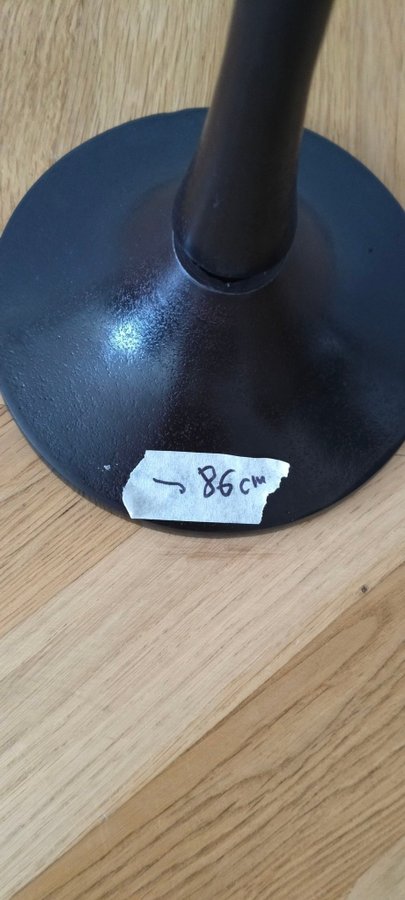 → 86cm